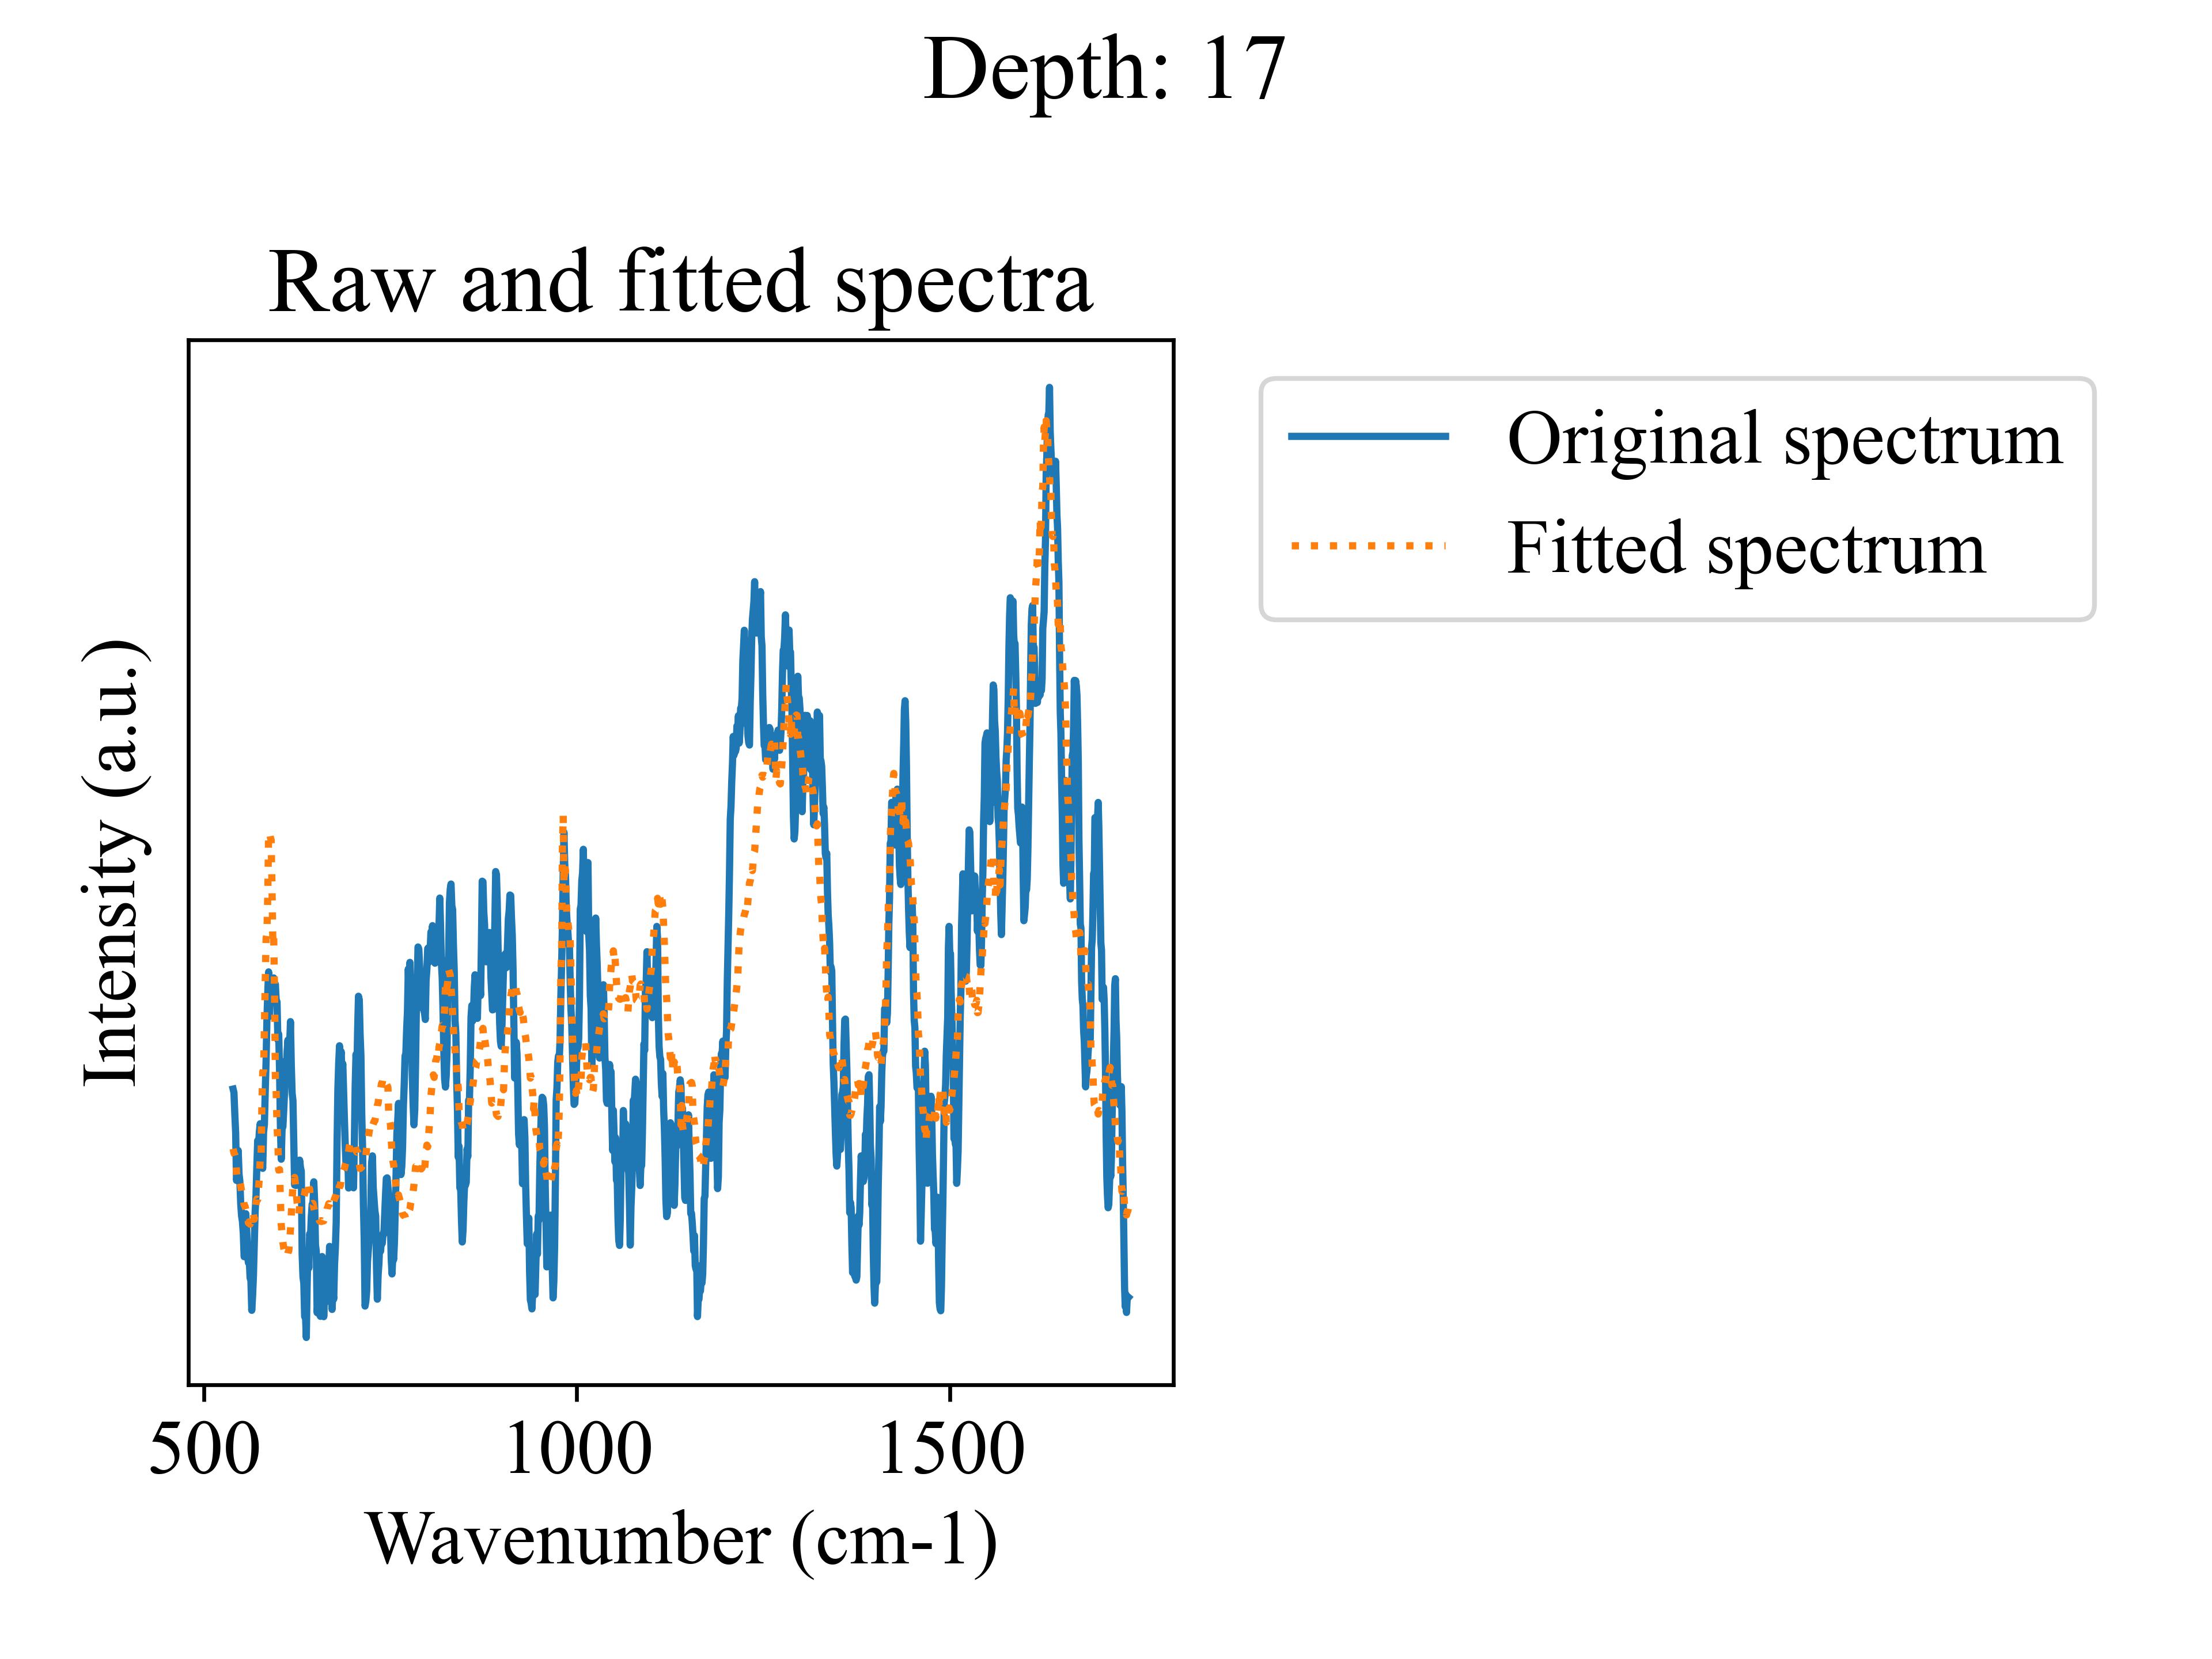 Depth: 17
Raw and fitted spectra
Original spectrum
Fitted spectrum
Intensity (a.u.)
500 1000 1500
Wavenumber (cm-1)